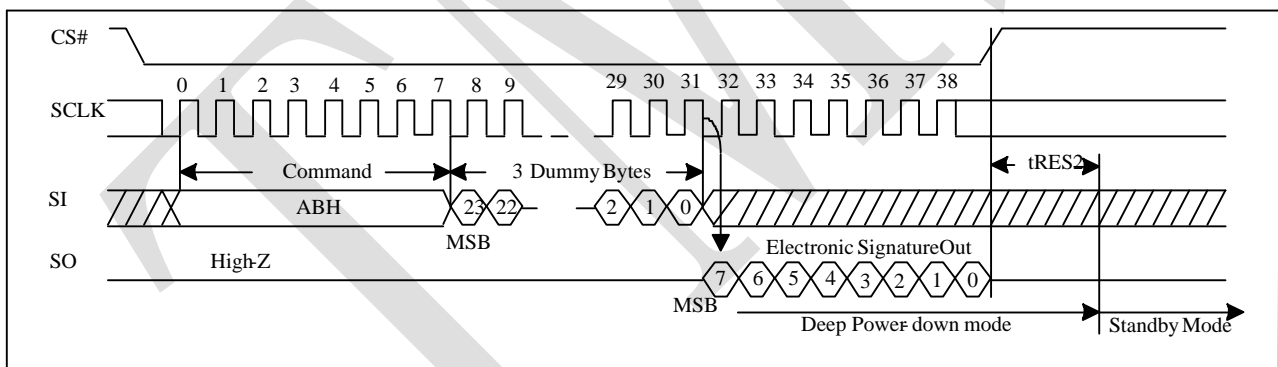 CS#
0 1 2 3 4 5 6 7 8 9 29 30 31 32 33 34 35 36 37 38
SCLK
Command 3 Dummy Bytes tRES2
SI ABH 23 22 2 1 0
MSB Electronic SignatureOut
SO High-Z
7 6 5 4 3 2 1 0
MSB
Deep Power-down mode Standby Mode